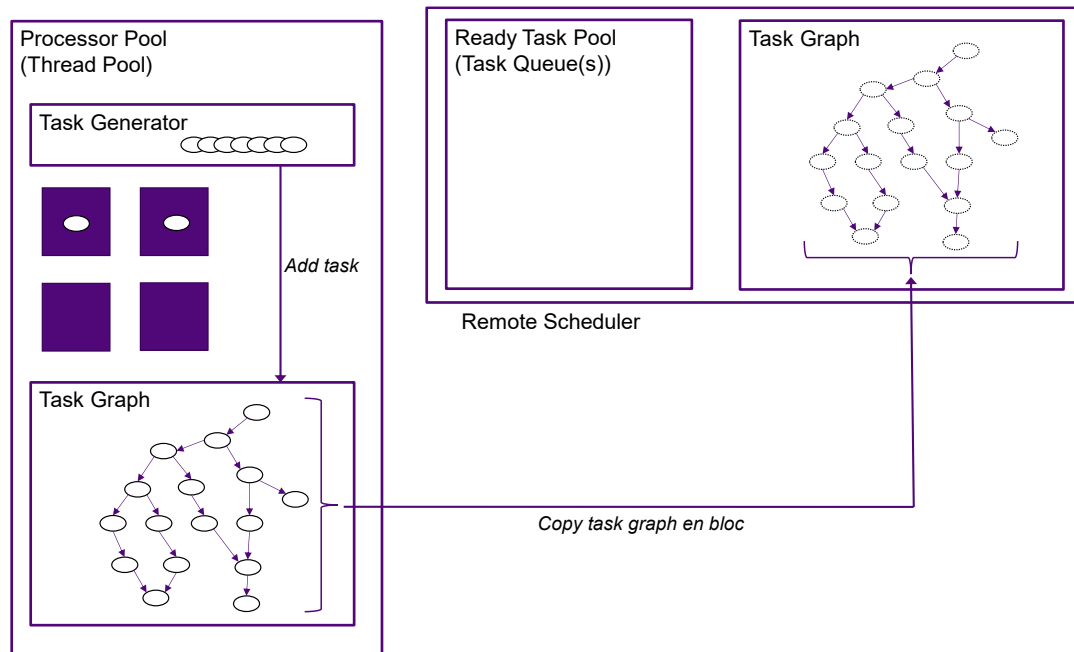 Processor Pool
(Thread Pool)
Task Generator
Add task
Task Graph
Ready Task Pool
(Task Queue(s))
Task Graph
Remote Scheduler
Copy task graph en bloc